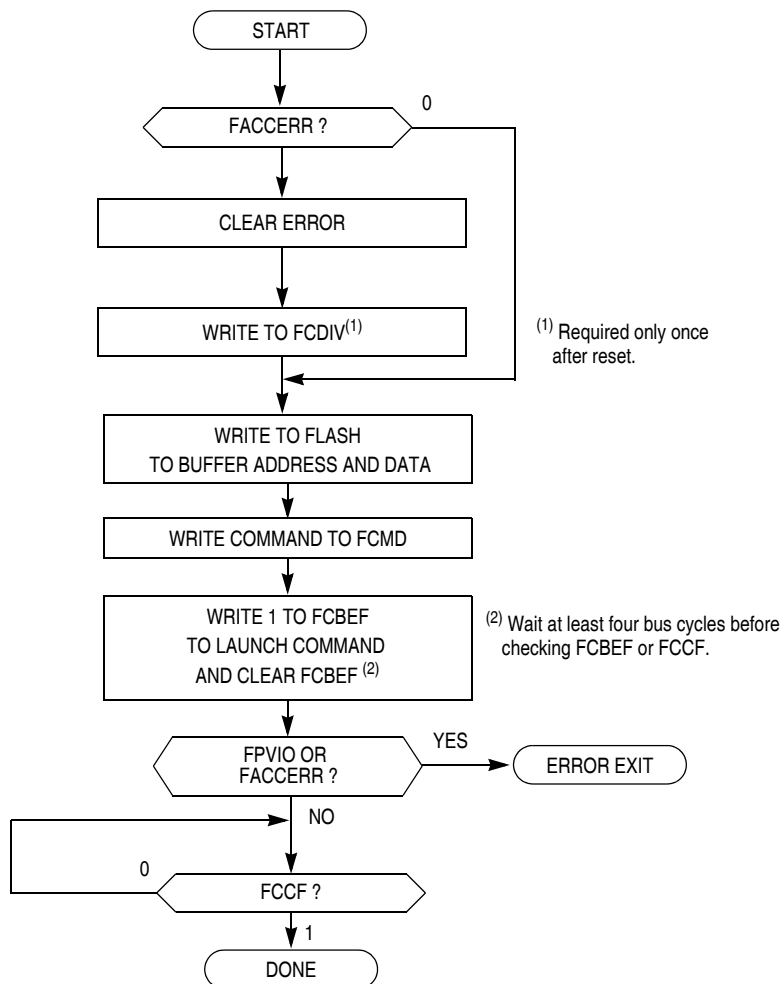 START
0
FACCERR ?
CLEAR ERROR
WRITE TO FCDIV(1)
(1) Required only once
after reset.
WRITE TO FLASH
TO BUFFER ADDRESS AND DATA
WRITE COMMAND TO FCMD
WRITE 1 TO FCBEF
TO LAUNCH COMMAND
AND CLEAR FCBEF (2)
(2) Wait at least four bus cycles before
checking FCBEF or FCCF.
FPVIO OR
FACCERR ?
YES
ERROR EXIT
NO
0
FCCF ?
1
DONE